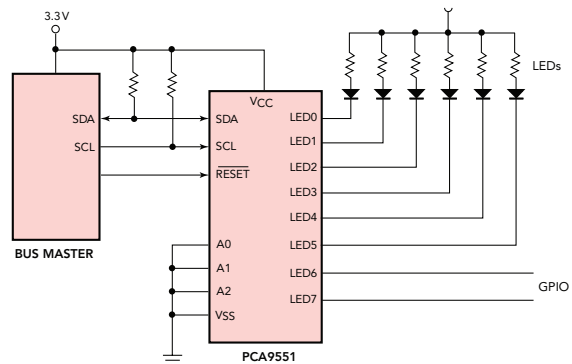 3.3 V
LEDs
VCC
SDA
SDA
LED0
SCL
SCL
LED1
RESET
LED2
LED3
LED4
BUS MASTER
A0
LED5
A1
LED6
A2
GPIO
VSS
LED7
PCA9551